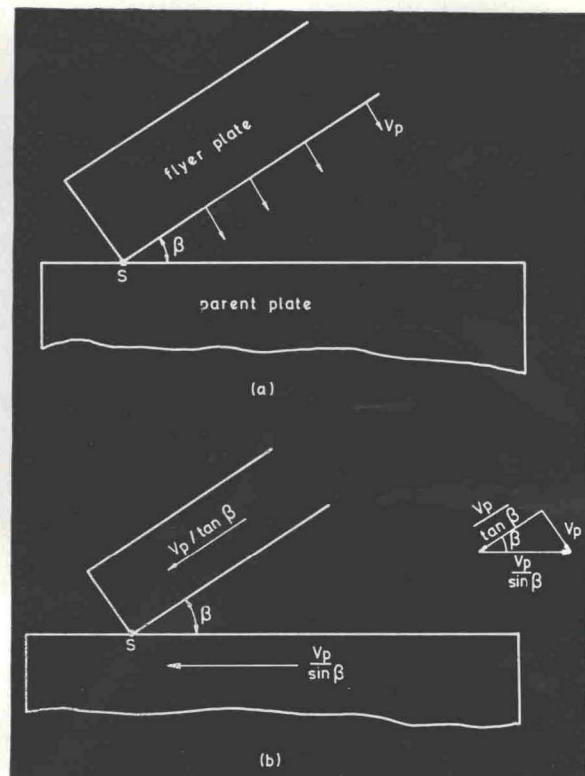 flyer plate
Vp
β
S
parent plate
(a)
Vp / tan β
β
S
Vp
sin β
Vp
tan β
β
Vp
Vp
sin β
(b)